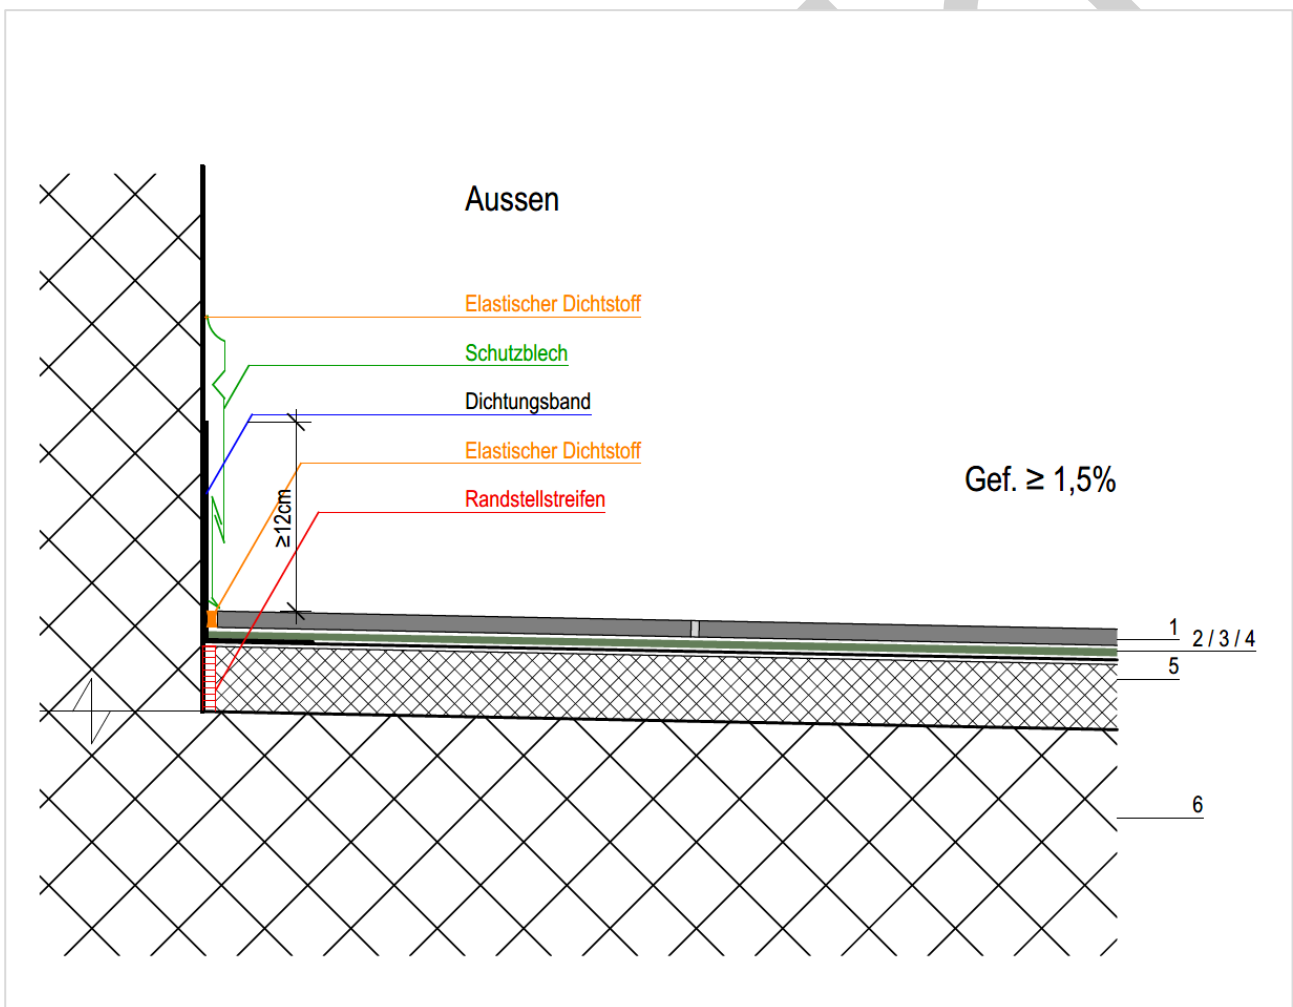 Aussen
Elastischer Dichtstoff
Schutzblech
Dichtungsband
Elastischer Dichtstoff
Randstellstreifen
≥12cm
Gef. ≥ 1,5%
1
2 / 3 / 4
5
6